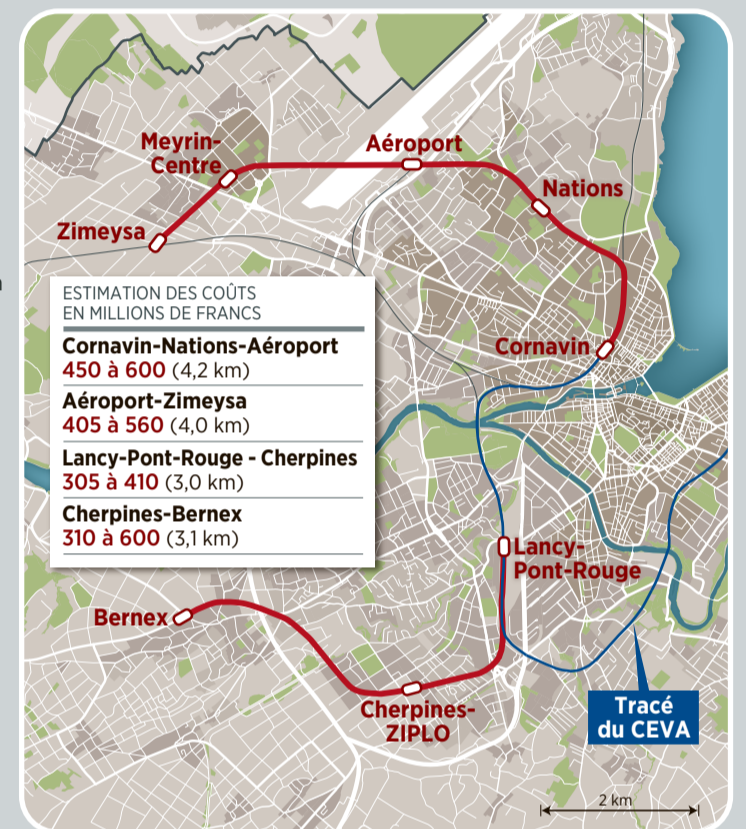 Meyrin-
Centre
Aéroport
Nations
Zimeysa
ESTIMATION DES COÛTS
EN MILLIONS DE FRANCS
Cornavin-Nations-Aéroport
450 à 600 (4,2 km)
Aéroport-Zimeysa
405 à 560 (4,0 km)
Lancy-Pont-Rouge - Cherpines
305 à 410 (3,0 km)
Cherpines-Bernex
310 à 600 (3,1 km)
Cornavin
Lancy-
Pont-Rouge
Bernex
Cherpines-
ZIPLO
Tracé
du CEVA
2 km